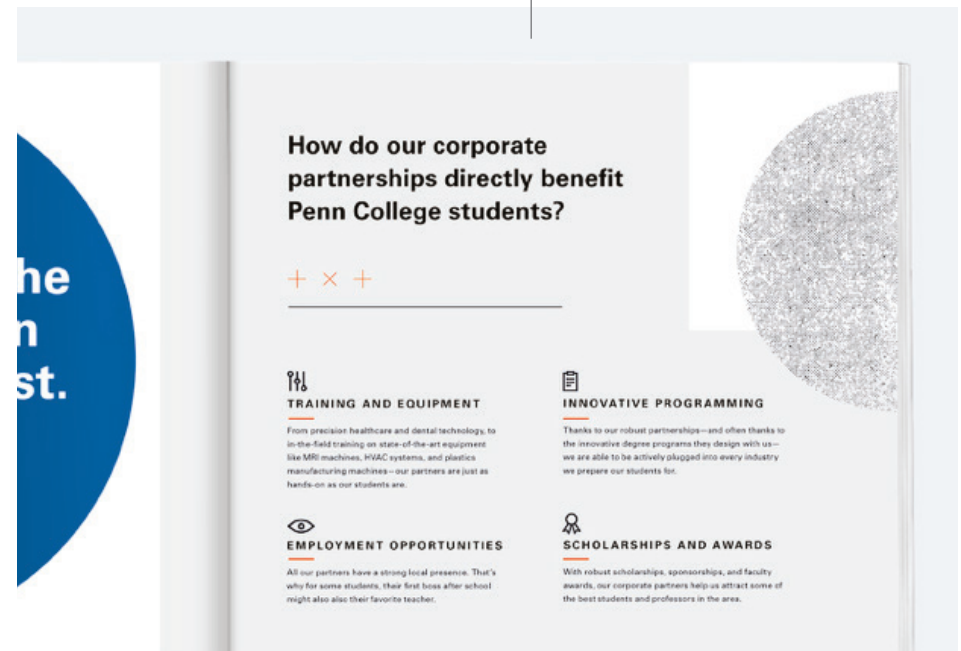 he
n
st.
How do our corporate
partnerships directly benefit
Penn College students?
TRAINING AND EQUIPMENT
From precision healthcare and dental technology, to
in-the-field training on state-of-the-art equipment
like MRI machines, HVAC systems, and plastics
manufacturing machines—our partners are just as
hands-on as our students are.
INNOVATIVE PROGRAMMING
Thanks to our robust partnerships—and often thanks to
the innovative degree programs they design with us—
we are able to be actively plugged into every industry
we prepare our students for.
EMPLOYMENT OPPORTUNITIES
All our partners have a strong local presence. That's
why for some students, their first boss after school
might also also their favorite teacher.
SCHOLARSHIPS AND AWARDS
With robust scholarships, sponsorships, and faculty
awards, our corporate partners help us attract some of
the best students and professors in the area.